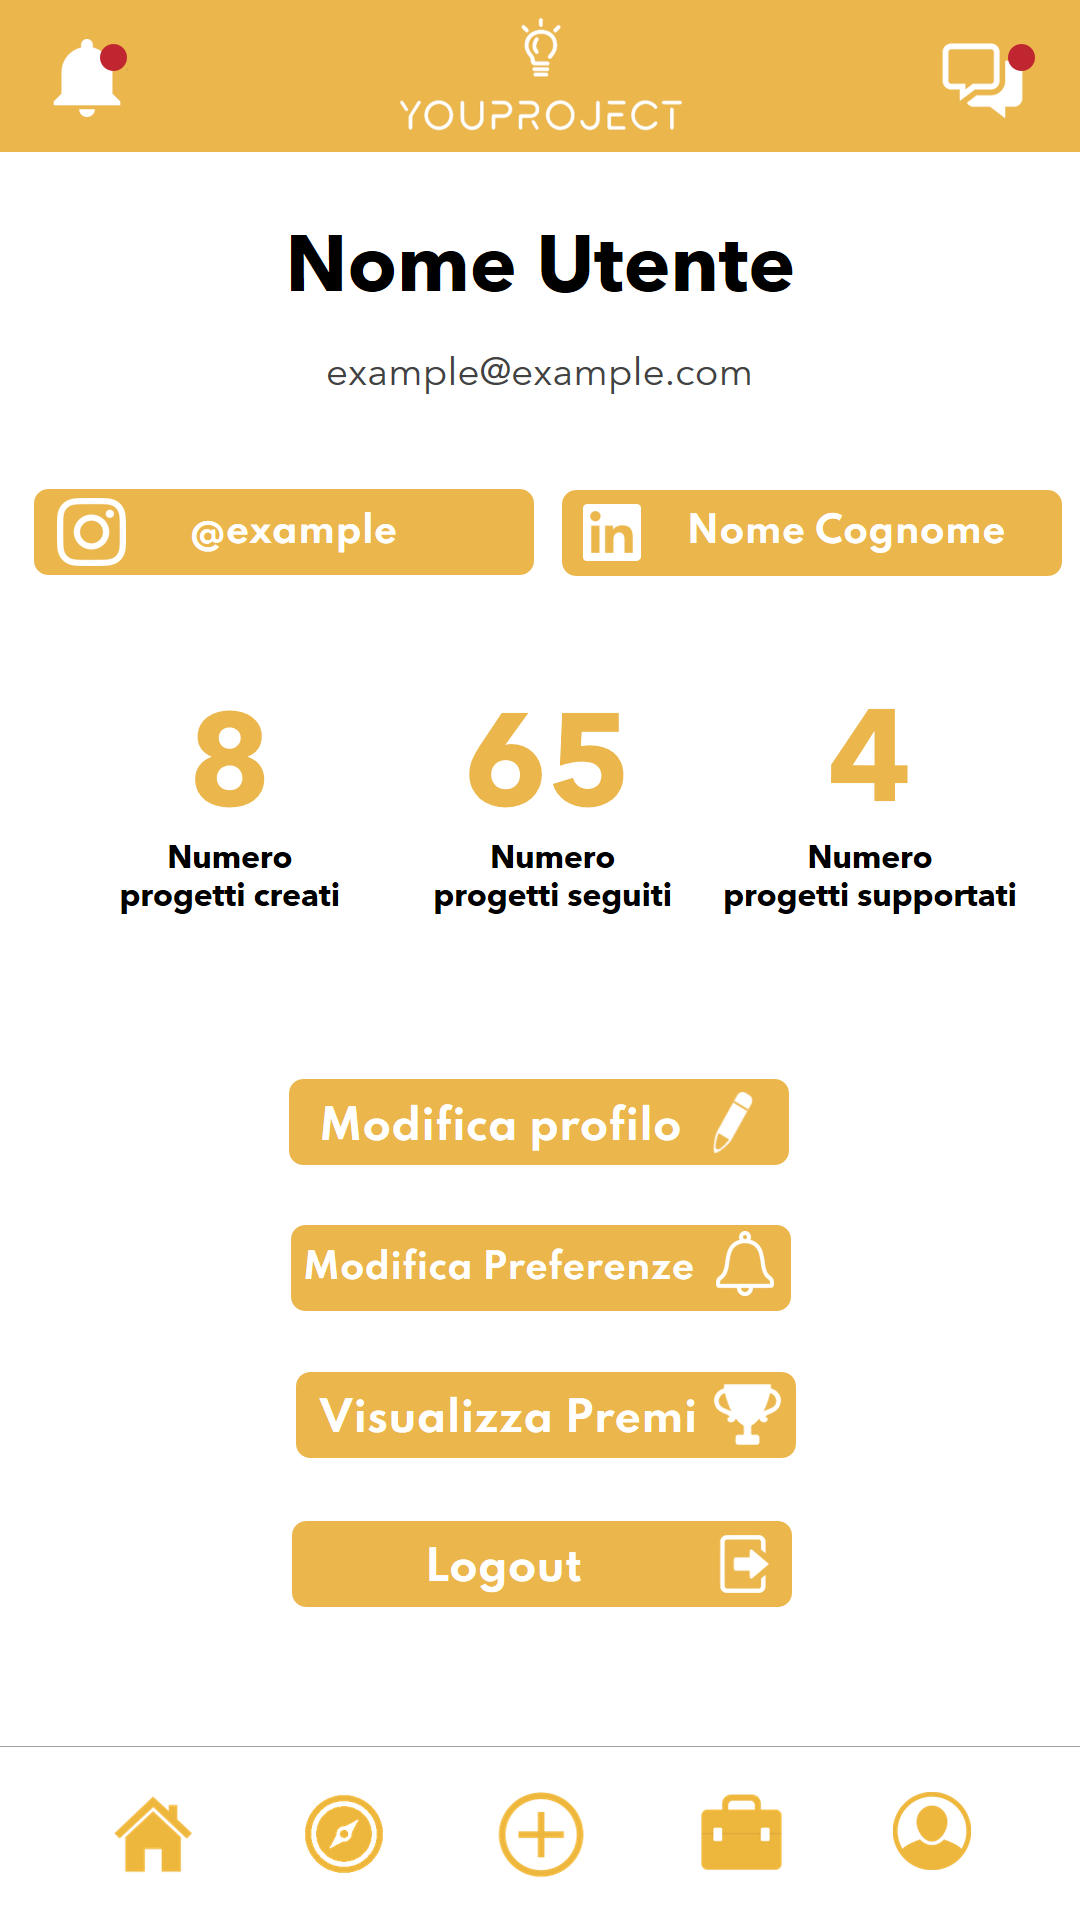 YOUPROJECT
Nome Utente
example@example.com
@example
Nome Cognome
8
65
4
Numero
progetti creati
Numero
progetti seguiti
Numero
progetti supportati
Modifica profilo
Modifica Preferenze
Visualizza Premi
Logout